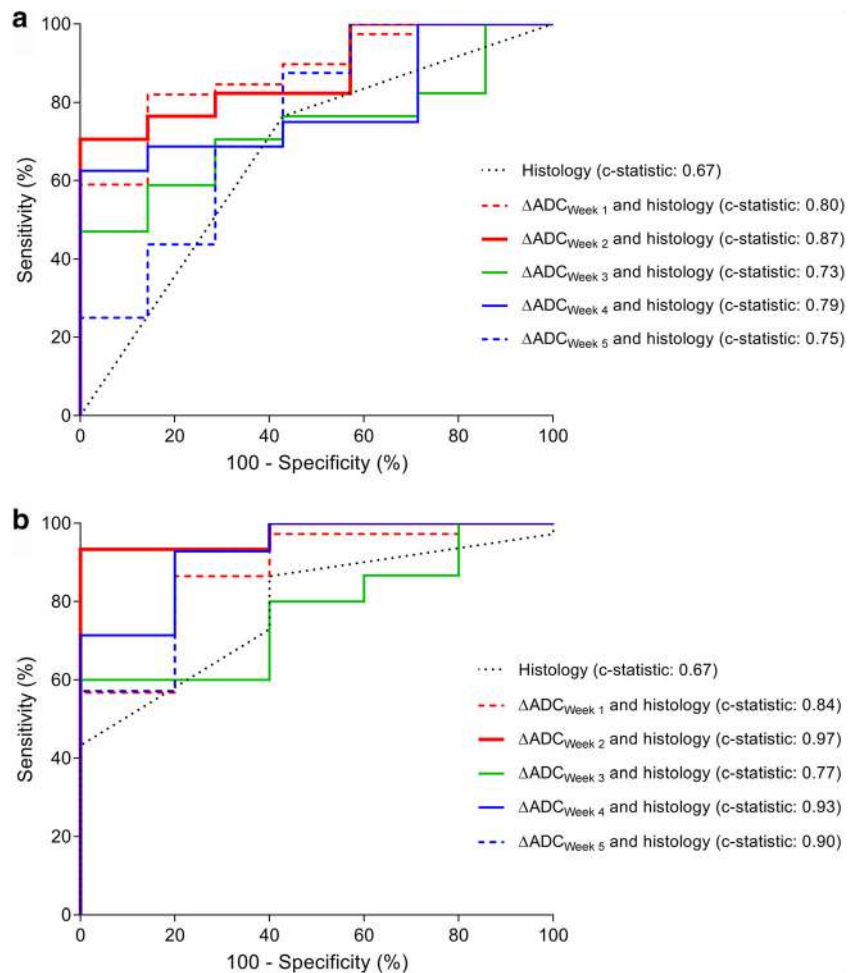 a
100
80
60
40
20
0
Sensitivity (%)
0 20 40 60 80 100
100 - Specificity (%)
Histology (c-statistic: 0.67)
ΔADCWeek 1 and histology (c-statistic: 0.80)
ΔADCWeek 2 and histology (c-statistic: 0.87)
ΔADCWeek 3 and histology (c-statistic: 0.73)
ΔADCWeek 4 and histology (c-statistic: 0.79)
ΔADCWeek 5 and histology (c-statistic: 0.75)
b
100
80
60
40
20
0
Sensitivity (%)
0 20 40 60 80 100
100 - Specificity (%)
Histology (c-statistic: 0.67)
ΔADCWeek 1 and histology (c-statistic: 0.84)
ΔADCWeek 2 and histology (c-statistic: 0.97)
ΔADCWeek 3 and histology (c-statistic: 0.77)
ΔADCWeek 4 and histology (c-statistic: 0.93)
ΔADCWeek 5 and histology (c-statistic: 0.90)